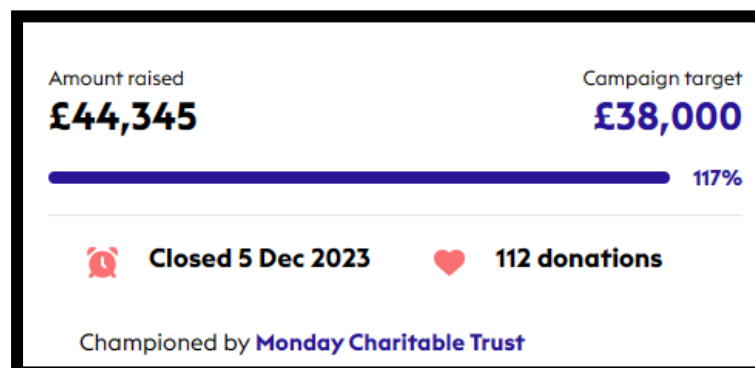 Amount raised
Campaign target
£44,345
£38,000
117%
Closed 5 Dec 2023
112 donations
Championed by Monday Charitable Trust